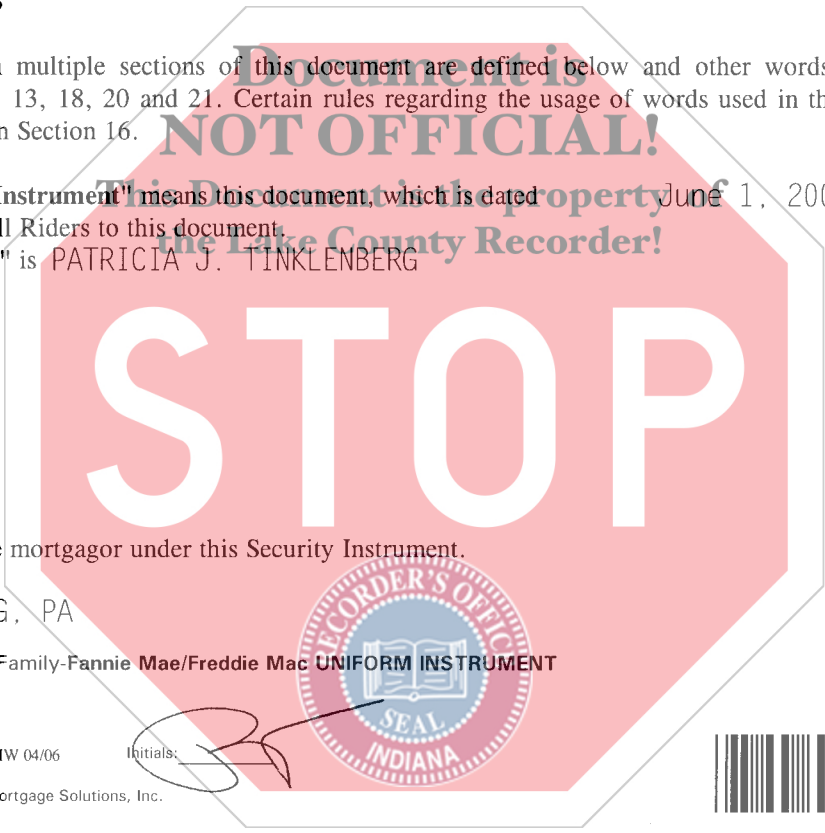 multiple sections of this document are defined below and other words
13, 18, 20 and 21. Certain rules regarding the usage of words used in
Section 16.
Document is
NOT OFFICIAL!
This Document is the property of
the Lake County Recorder!
Instrument" means this document, which is dated June 1,
Riders to this document.
" is PATRICIA J. TINKLENBERG
STOP
mortgagor under this Security Instrument.
G, PA
Family-Fannie Mae/Freddie Mac UNIFORM INSTRUMENT
RECORDER'S OFFICE
SEAL
INDIANA
04/06 Initials:
Mortgage Solutions, Inc.